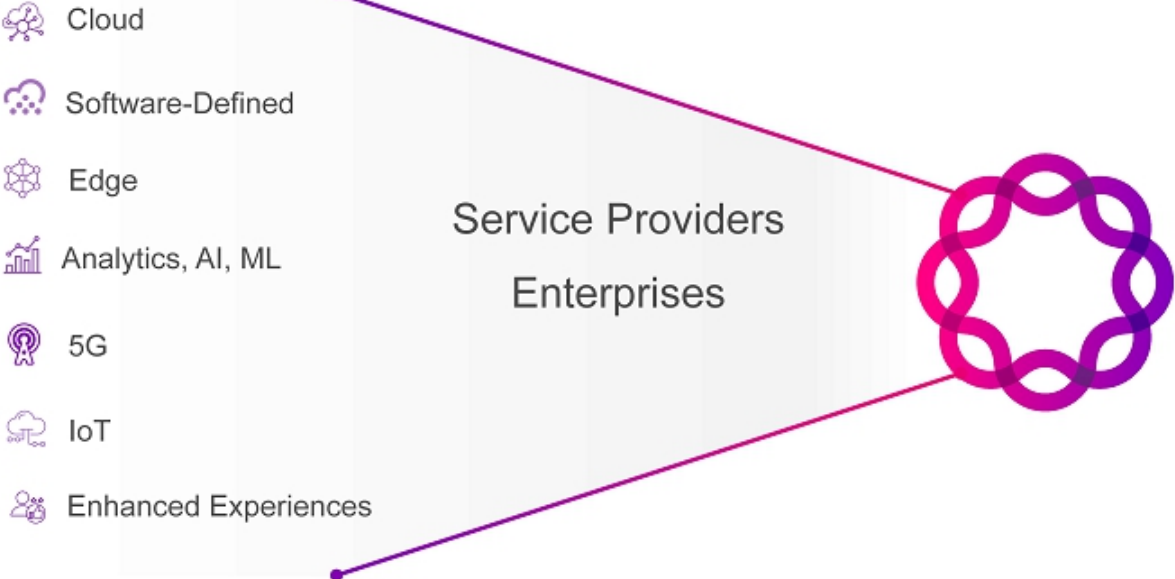 Cloud
Software-Defined
Edge
Analytics, AI, ML
5G
IoT
Enhanced Experiences
Service Providers
Enterprises